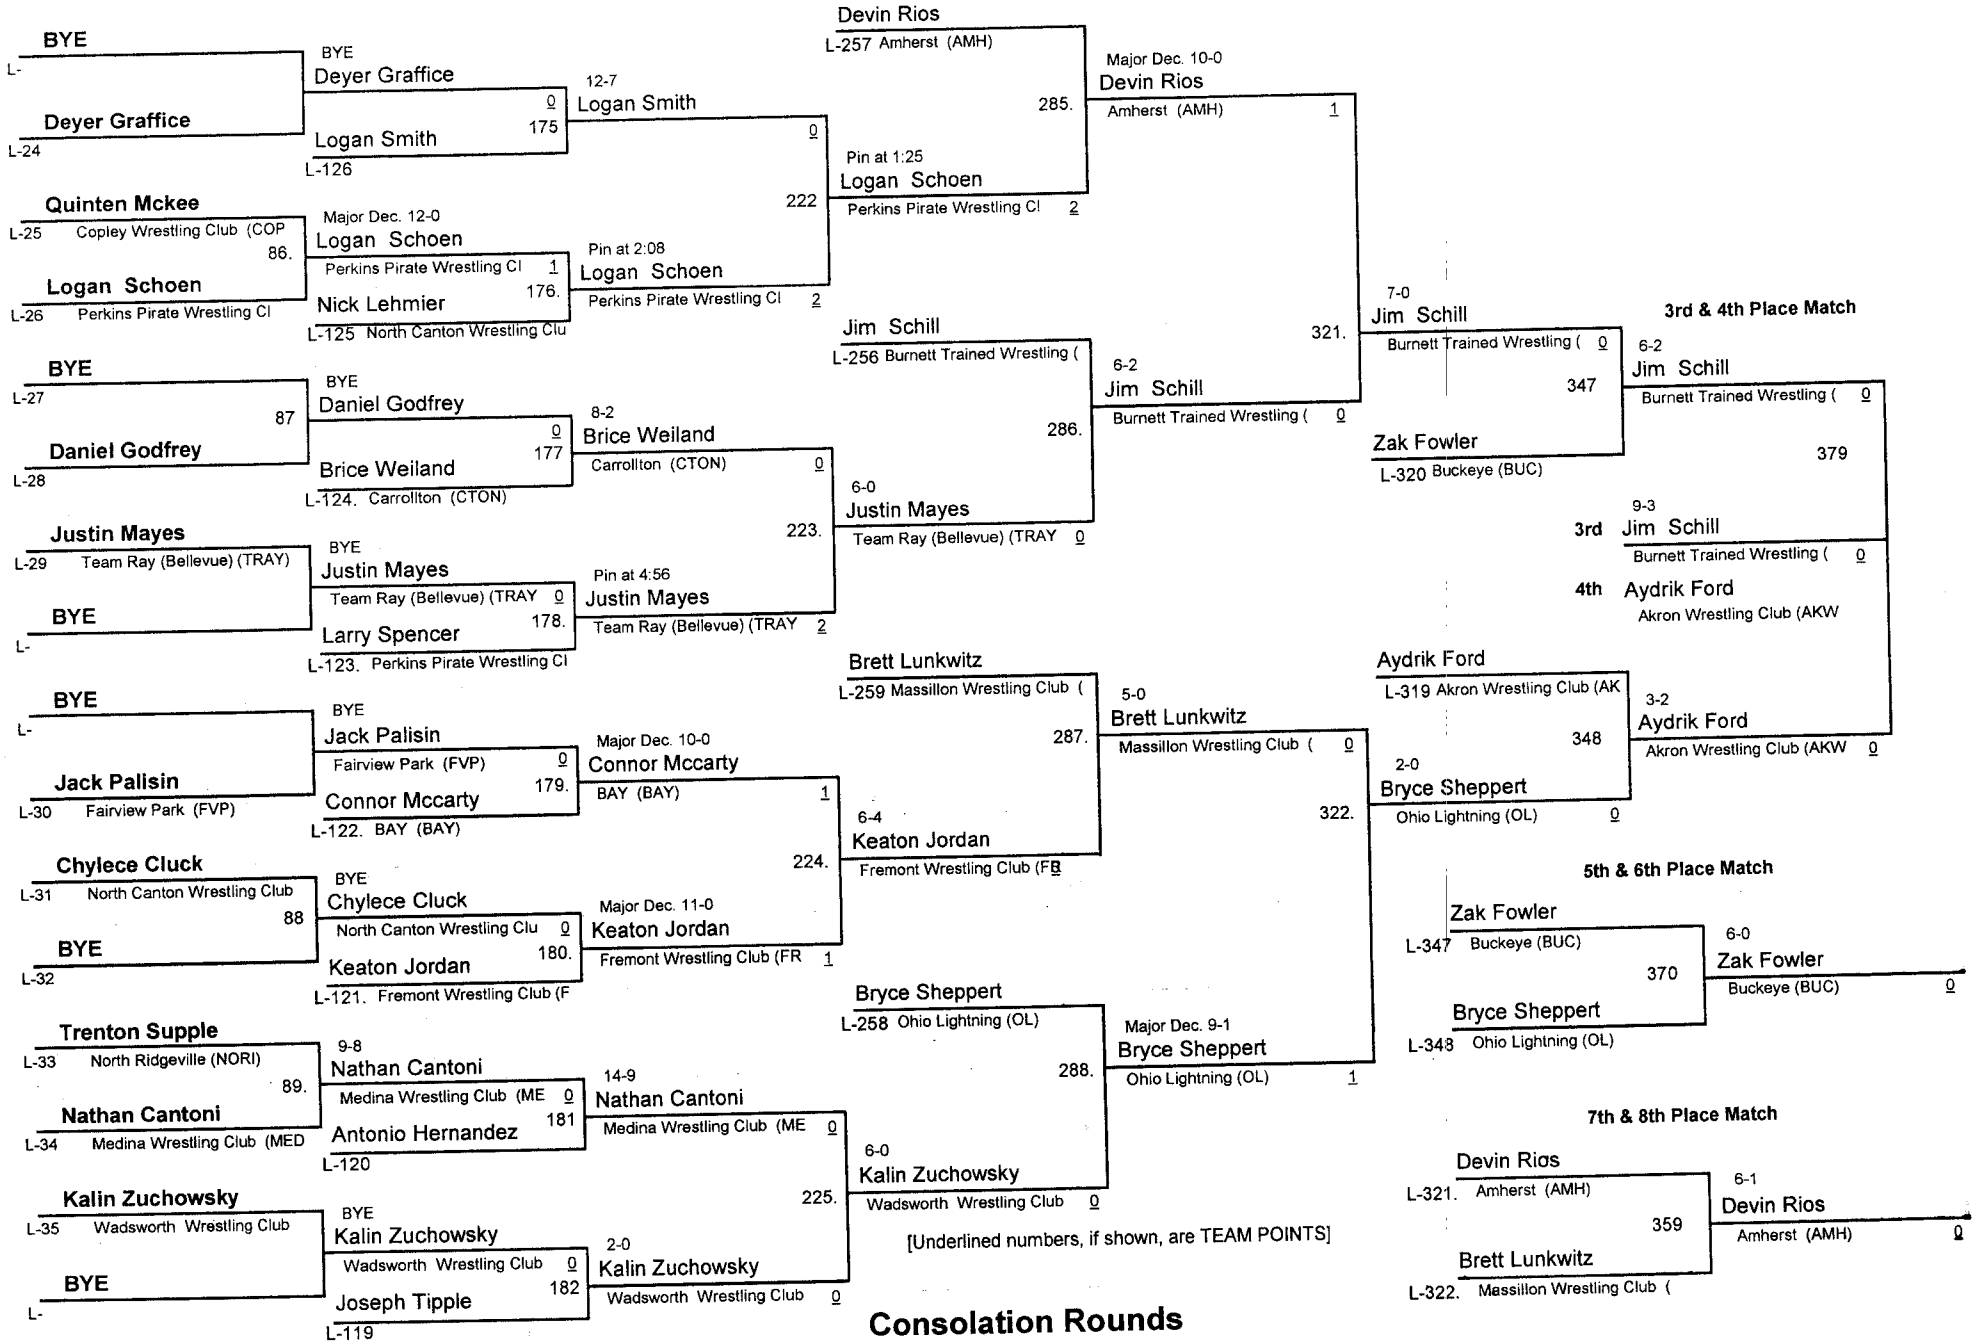 BYE
L-
Deyer Graffice
L-24
Quinten Mckee
L-25 Copley Wrestling Club (COP
86.
Logan Schoen
L-26 Perkins Pirate Wrestling Cl
BYE
L-27
87
Daniel Godfrey
L-28
Justin Mayes
L-29 Team Ray (Bellevue) (TRAY)
BYE
L-
BYE
L-
Jack Palisin
L-30 Fairview Park (FVP)
Chylece Cluck
L-31 North Canton Wrestling Club
88
BYE
L-32
Trenton Supple
L-33 North Ridgeville (NORI)
89.
Nathan Cantoni
L-34 Medina Wrestling Club (MED
Kalin Zuchowsky
L-35 Wadsworth Wrestling Club
BYE
L-
BYE
Deyer Graffice
0
175
Logan Smith
L-126
Major Dec. 12-0
Logan Schoen
Perkins Pirate Wrestling Cl 1
176.
Nick Lehmier
L-125 North Canton Wrestling Clu
BYE
Daniel Godfrey
0
177
Brice Weiland
L-124. Carrollton (CTON)
BYE
Justin Mayes
Team Ray (Bellevue) (TRAY 0
178.
Larry Spencer
L-123. Perkins Pirate Wrestling Cl
BYE
Jack Palisin
Fairview Park (FVP) 0
179.
Connor Mccarty
L-122. BAY (BAY)
BYE
Chylece Cluck
North Canton Wrestling Clu 0
180.
Keaton Jordan
L-121. Fremont Wrestling Club (F
9-8
Nathan Cantoni
Medina Wrestling Club (ME 0
181
Antonio Hernandez
L-120
BYE
Kalin Zuchowsky
Wadsworth Wrestling Club 0
182
Joseph Tipple
L-119
12-7
Logan Smith
0
222
Pin at 2:08
Logan Schoen
Perkins Pirate Wrestling Cl 2
8-2
Brice Weiland
Carrollton (CTON) 0
223.
Pin at 4:56
Justin Mayes
Team Ray (Bellevue) (TRAY 2
Major Dec. 10-0
Connor Mccarty
BAY (BAY) 1
224.
Major Dec. 11-0
Keaton Jordan
Fremont Wrestling Club (FR 1
14-9
Nathan Cantoni
Medina Wrestling Club (ME 0
225.
2-0
Kalin Zuchowsky
Wadsworth Wrestling Club 0
Devin Rios
L-257 Amherst (AMH)
285.
Pin at 1:25
Logan Schoen
Perkins Pirate Wrestling Cl 2
Jim Schill
L-256 Burnett Trained Wrestling (
286.
6-0
Justin Mayes
Team Ray (Bellevue) (TRAY 0
Brett Lunkwitz
L-259 Massillon Wrestling Club (
287.
6-4
Keaton Jordan
Fremont Wrestling Club (FR
Bryce Sheppert
L-258 Ohio Lightning (OL)
288.
6-0
Kalin Zuchowsky
Wadsworth Wrestling Club 0
Major Dec. 10-0
Devin Rios
Amherst (AMH) 1
321.
6-2
Jim Schill
Burnett Trained Wrestling ( 0
5-0
Brett Lunkwitz
Massillon Wrestling Club ( 0
322.
Major Dec. 9-1
Bryce Sheppert
Ohio Lightning (OL) 1
7-0
Jim Schill
Burnett Trained Wrestling ( 0
347
Zak Fowler
L-320 Buckeye (BUC)
Aydrik Ford
L-319 Akron Wrestling Club (AK
348
2-0
Bryce Sheppert
Ohio Lightning (OL) 0
3rd & 4th Place Match
6-2
Jim Schill
Burnett Trained Wrestling ( 0
379
9-3
3rd Jim Schill
Burnett Trained Wrestling ( 0
4th Aydrik Ford
Akron Wrestling Club (AKW
3-2
Aydrik Ford
Akron Wrestling Club (AKW 0
5th & 6th Place Match
Zak Fowler
L-347 Buckeye (BUC)
370
Bryce Sheppert
L-348 Ohio Lightning (OL)
6-0
Zak Fowler
Buckeye (BUC) 0
7th & 8th Place Match
Devin Rios
L-321. Amherst (AMH)
359
Brett Lunkwitz
L-322. Massillon Wrestling Club (
6-1
Devin Rios
Amherst (AMH) 0
[Underlined numbers, if shown, are TEAM POINTS]
Consolation Rounds